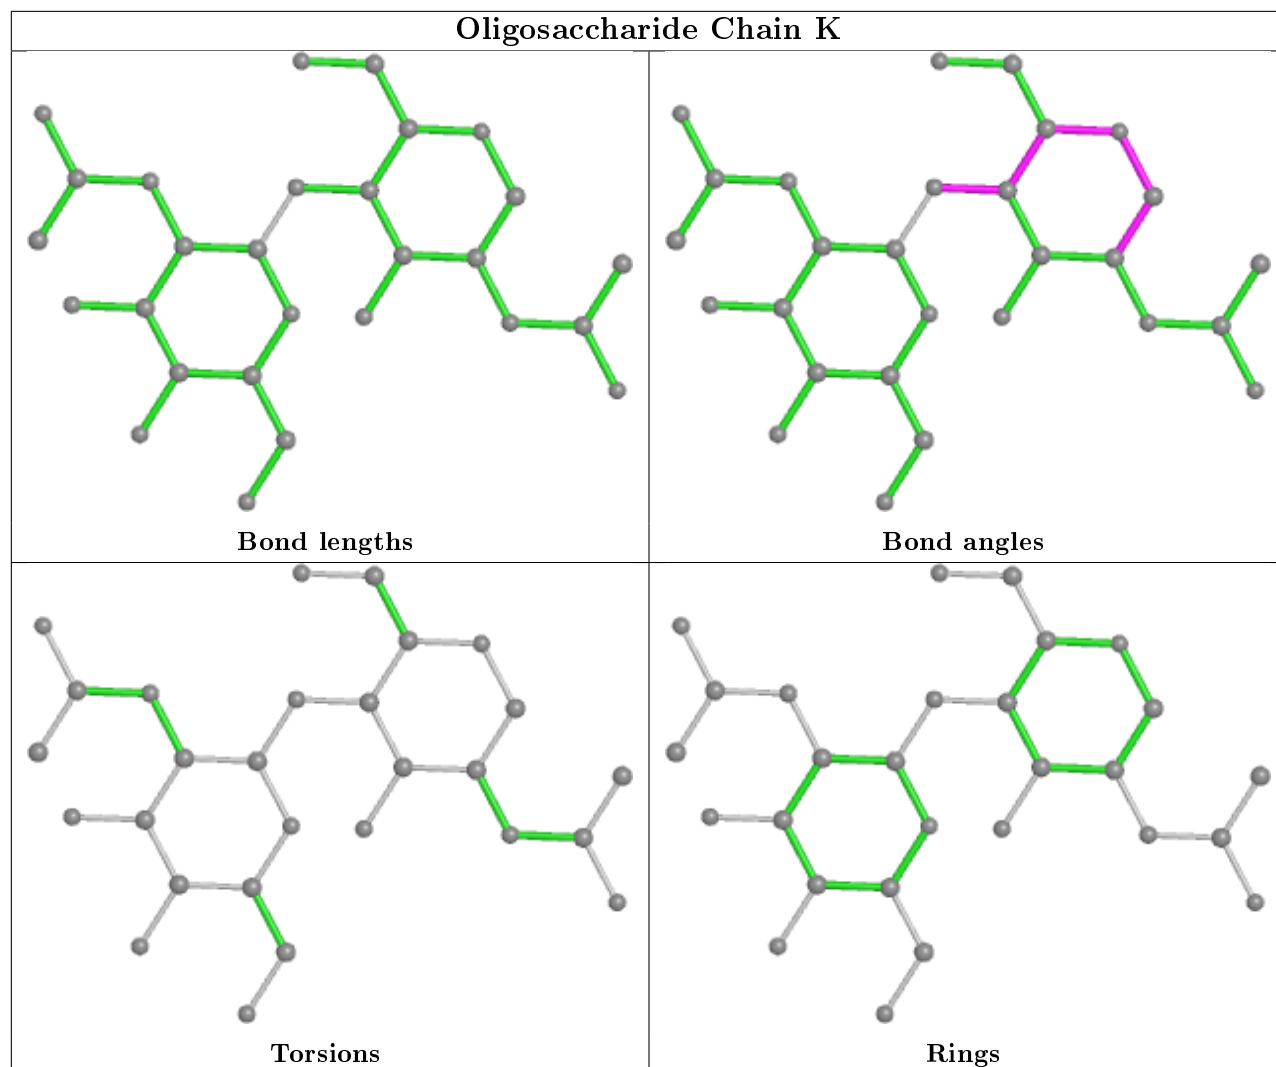 Oligosaccharide Chain K
Bond lengths
Bond angles
Torsions
Rings